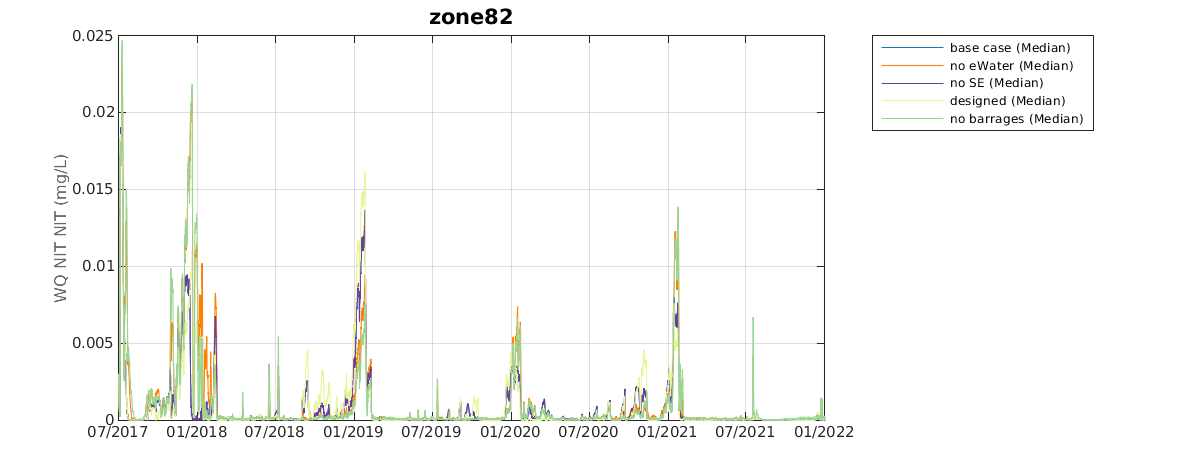 zone82
WQ NIT NIT (mg/L)
0.025
0.02
0.015
0.01
0.005
0
07/2017 01/2018 07/2018 01/2019 07/2019 01/2020 07/2020 01/2021 07/2021 01/2022
base case (Median)
no eWater (Median)
no SE (Median)
designed (Median)
no barrages (Median)